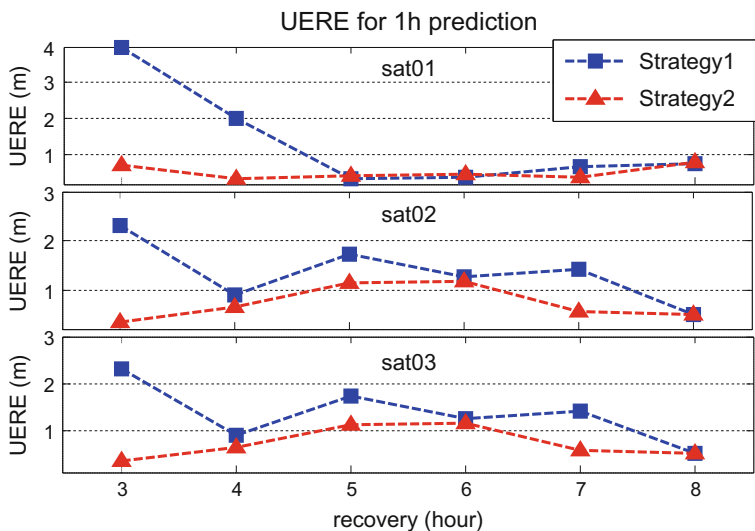 UERE for 1h prediction
Strategy1
Strategy2
sat01
UERE (m)
4
3
2
1
sat02
UERE (m)
3
2
1
sat03
UERE (m)
3
2
1
3 4 5 6 7 8
recovery (hour)